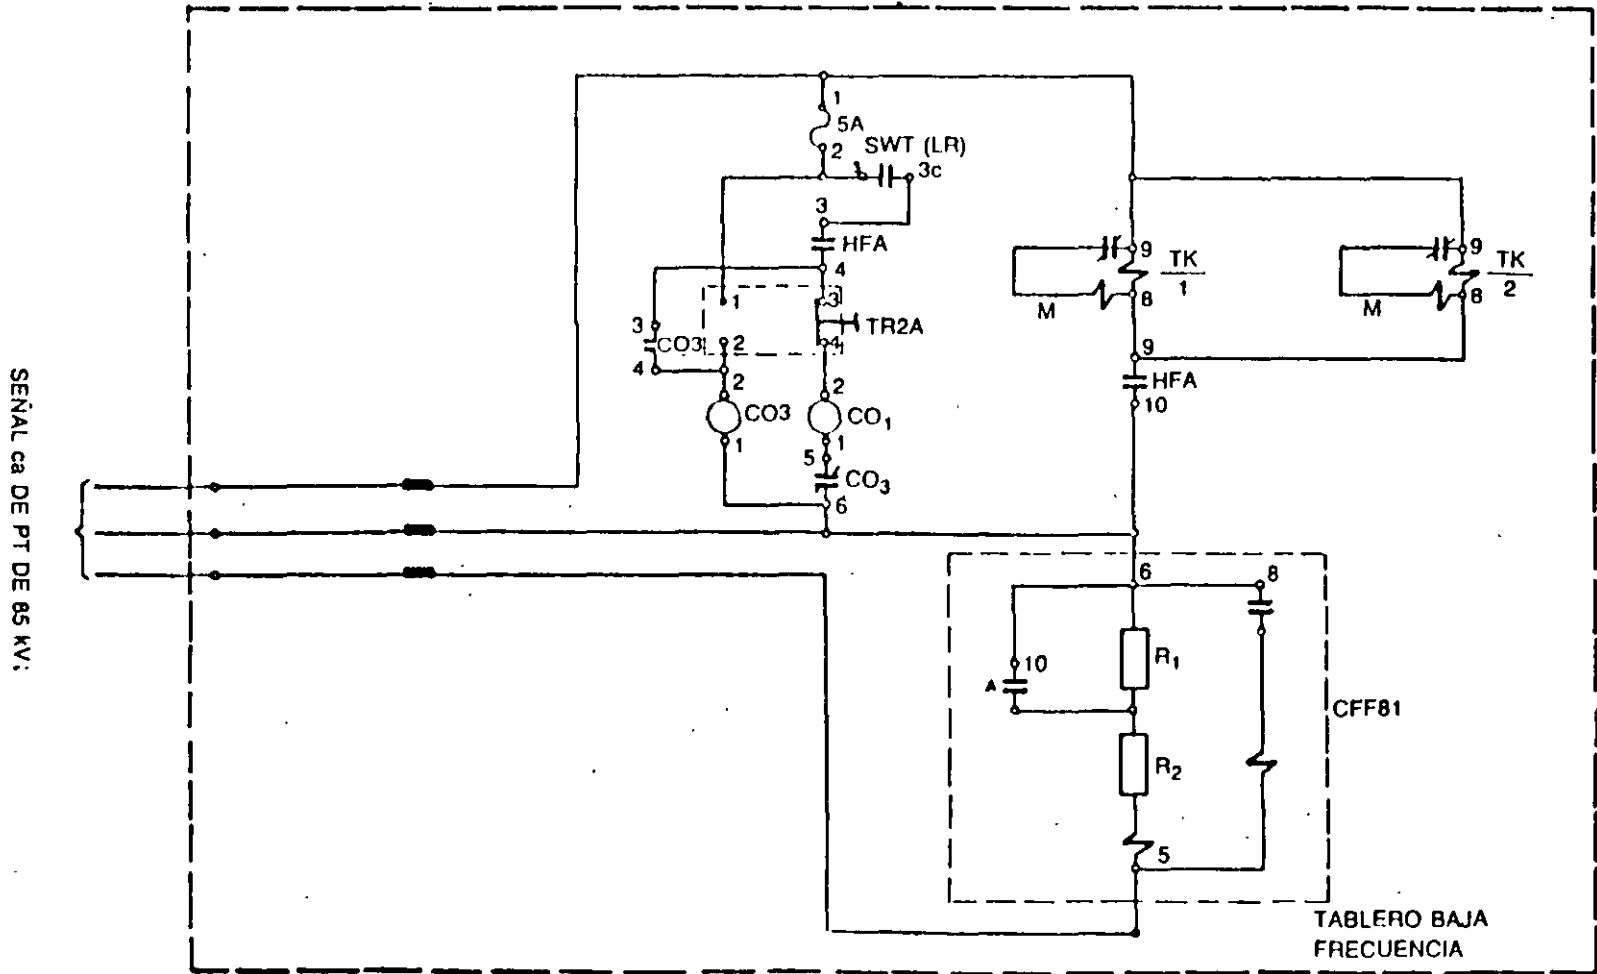 1
5A
2
SWT (LR)
3c
3
HFA
4
1
3
TR2A
3
CO3
2
4
4
2
2
CO3
CO1
1
1
5
CO3
6
9
TK
1
8
M
9
TK
2
8
M
9
HFA
10
SEÑAL ca DE PT DE 85 KV;
6
8
10
A
R1
R2
5
CFF81
TABLERO BAJA
FRECUENCIA